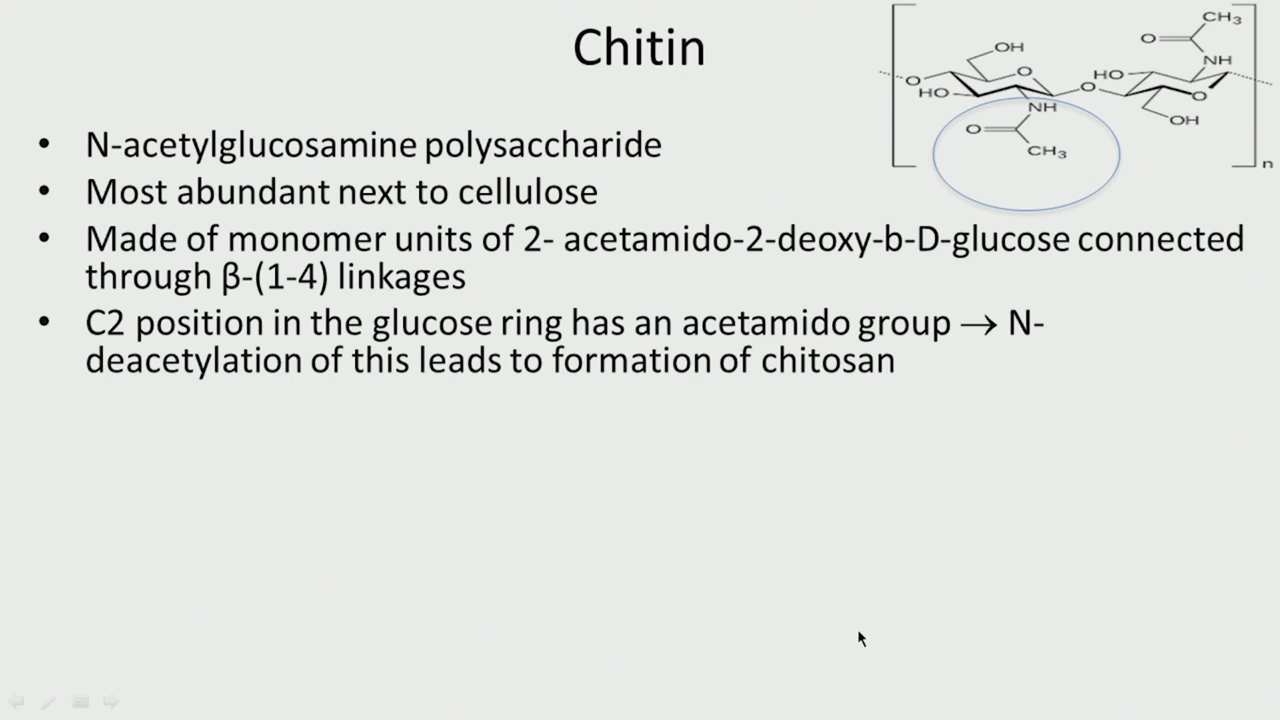 Chitin
• N-acetylglucosamine polysaccharide
• Most abundant next to cellulose
• Made of monomer units of 2- acetamido-2-deoxy-b-D-glucose connected
through β-(1-4) linkages
• C2 position in the glucose ring has an acetamido group → N-
deacetylation of this leads to formation of chitosan
CH₃
O
NH
OH
O
HO
O
HO
O
O
NH
OH
O
CH₃
n